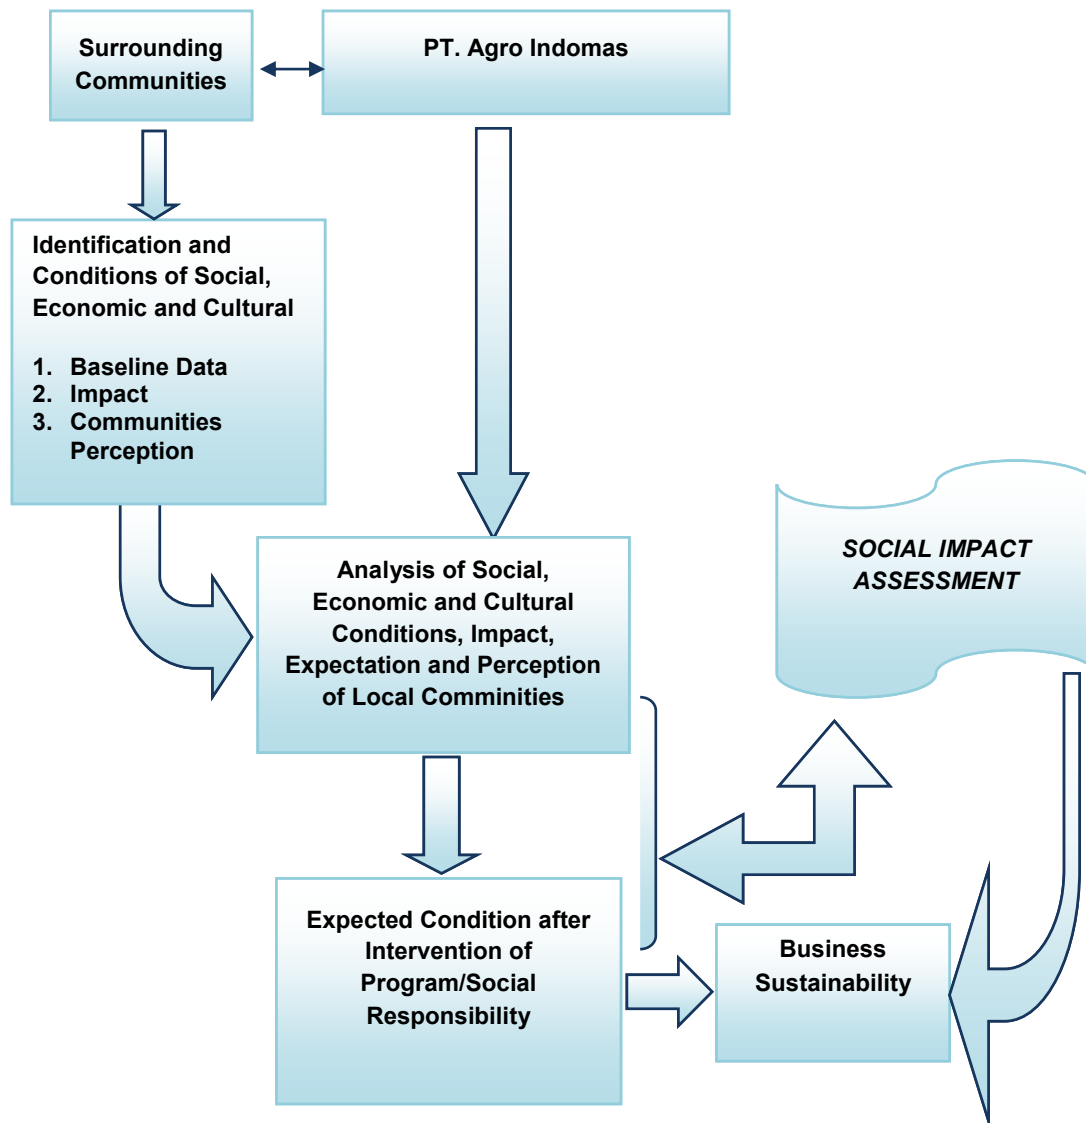 Surrounding
Communities
PT. Agro Indomas
Identification and
Conditions of Social,
Economic and Cultural
1. Baseline Data
2. Impact
3. Communities
Perception
Analysis of Social,
Economic and Cultural
Conditions, Impact,
Expectation and Perception
of Local Comminities
SOCIAL IMPACT
ASSESSMENT
Expected Condition after
Intervention of
Program/Social
Responsibility
Business
Sustainability